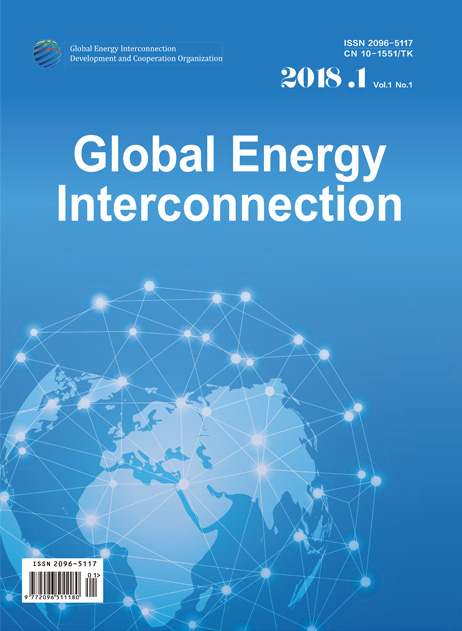 Global Energy Interconnection
Development and Cooperation Organization
ISSN 2096-5117
CN 10-1551/TK
2018.1 Vol.1 No.1
Global Energy
Interconnection
ISSN 2096-5117
01>
9 772096 511180